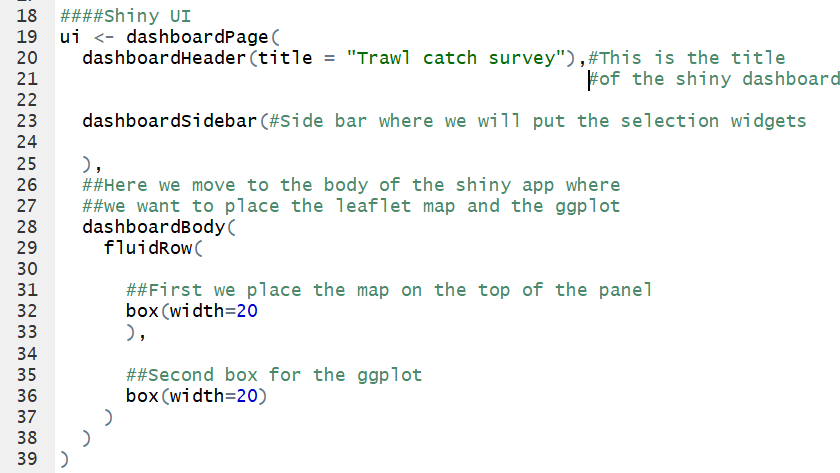 18 ####Shiny UI
19 ui <- dashboardPage(
20 dashboardHeader(title = "Trawl catch survey"),#This is the title
21 #of the shiny dashboard
22
23 dashboardSidebar(#Side bar where we will put the selection widgets
24
25 ),
26 ##Here we move to the body of the shiny app where
27 ##we want to place the leaflet map and the ggplot
28 dashboardBody(
29 fluidRow(
30
31 ##First we place the map on the top of the panel
32 box(width=20
33 ),
34
35 ##Second box for the ggplot
36 box(width=20)
37 )
38 )
39 )